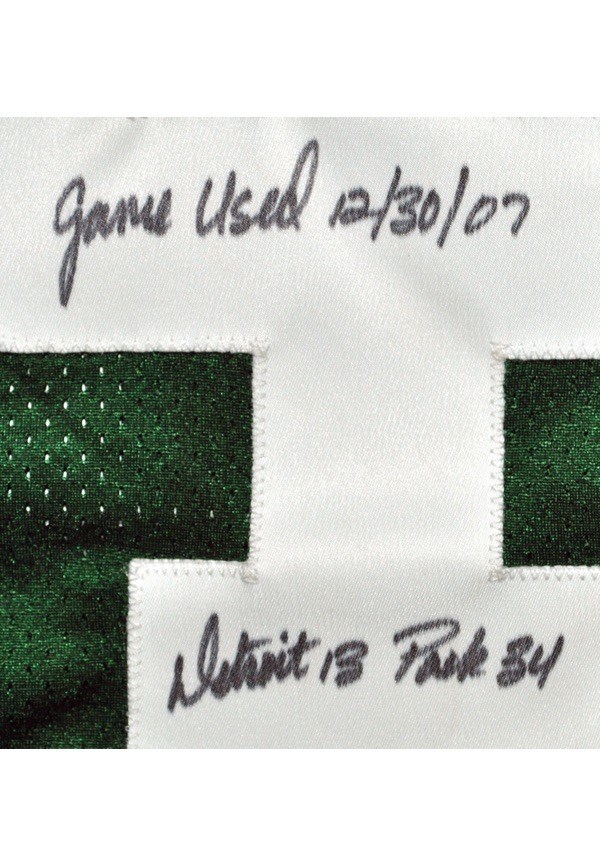 Game Used 12/30/07
Detroit 13 Pack 34